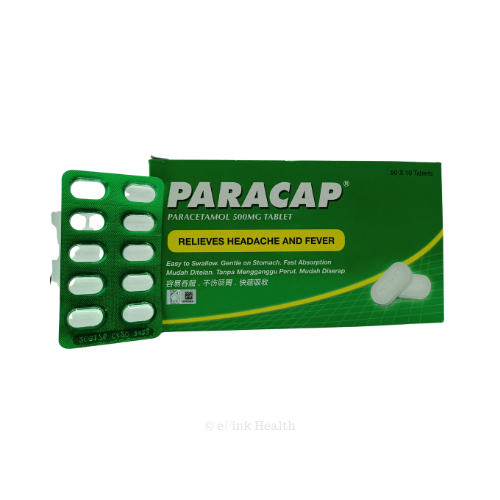 PARACAP®
PARACETAMOL 500MG TABLET
RELIEVES HEADACHE AND FEVER
Easy to Swallow. Gentle on Stomach. Fast Absorption
Mudah Ditelan. Tanpa Mengganggu Perut. Mudah Diserap
容易吞服，不伤肠胃，快速吸收
X 10 Tablets
© ePink Health